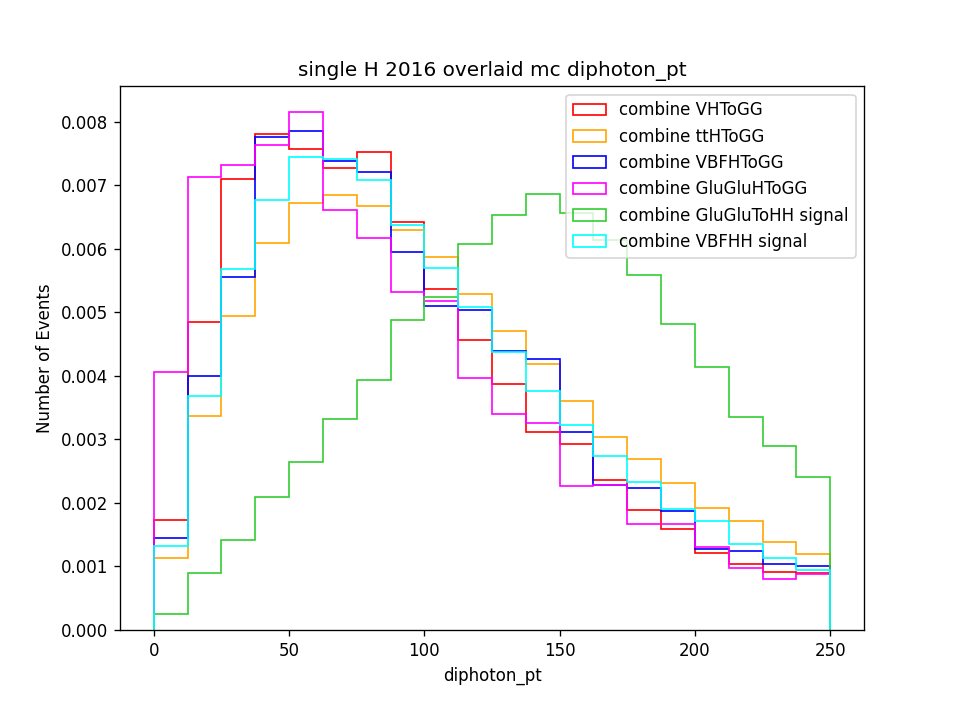 single H 2016 overlaid mc diphoton_pt
combine VHToGG
combine ttHToGG
combine VBFHToGG
combine GluGluHToGG
combine GluGluToHH signal
combine VBFHH signal
Number of Events
0.008
0.007
0.006
0.005
0.004
0.003
0.002
0.001
0.000
0
50
100
150
200
250
diphoton_pt